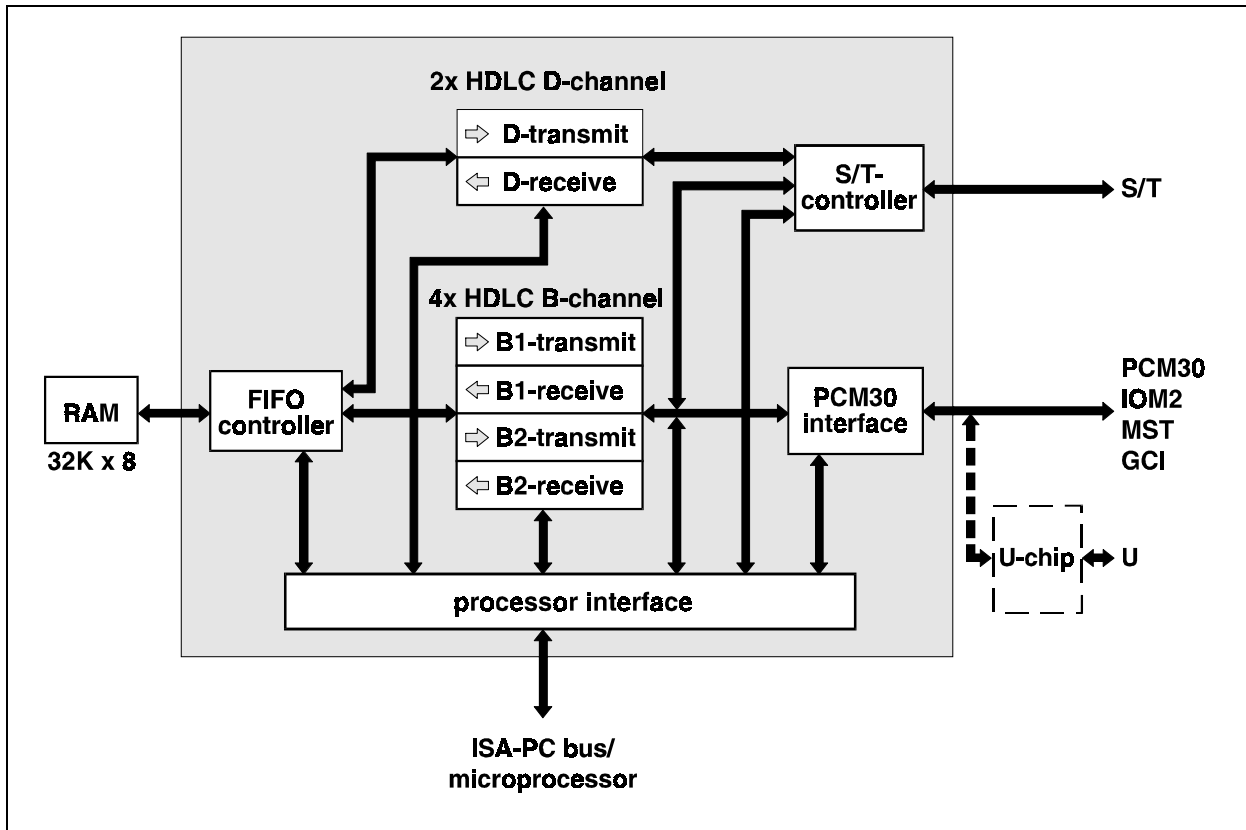 2x HDLC D-channel
D-transmit
D-receive
S/T-
controller
S/T
4x HDLC B-channel
B1-transmit
B1-receive
B2-transmit
B2-receive
RAM
32K x 8
FIFO
controller
PCM30
interface
PCM30
IOM2
MST
GCI
U-chip
U
processor interface
ISA-PC bus/
microprocessor